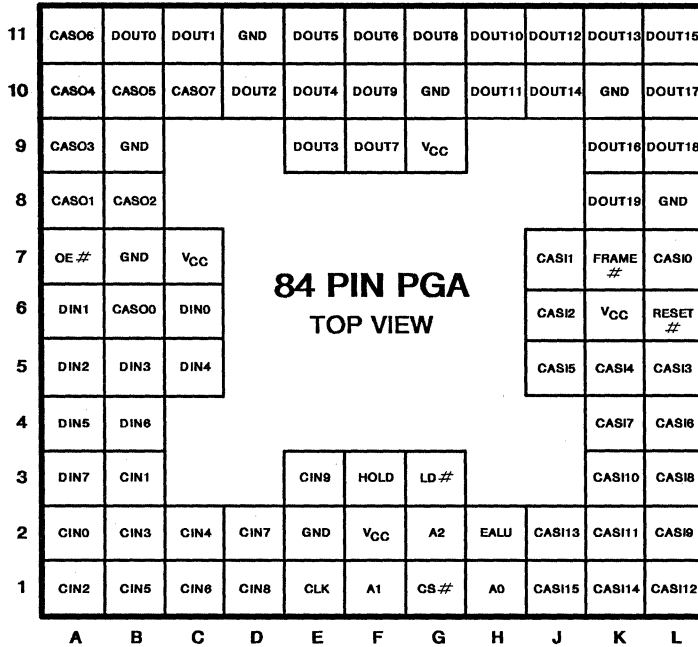 11 CASO6 DOUT0 DOUT1 GND DOUT5 DOUT6 DOUT8 DOUT10 DOUT12 DOUT13 DOUT15
10 CASO4 CASO5 CASO7 DOUT2 DOUT4 DOUT9 GND DOUT11 DOUT14 GND DOUT17
9 CASO3 GND DOUT3 DOUT7 VCC DOUT16 DOUT18
8 CASO1 CASO2 DOUT19 GND
7 OE# GND VCC CASI1 FRAME# CASI0
84 PIN PGA
6 DIN1 CASO0 DIN0 CASI2 VCC RESET#
TOP VIEW
5 DIN2 DIN3 DIN4 CASI5 CASI4 CASI3
4 DIN5 DIN6 CASI7 CASI6
3 DIN7 CIN1 CIN9 HOLD LD# CASI10 CASI8
2 CIN0 CIN3 CIN4 CIN7 GND VCC A2 EALU CASI13 CASI11 CASI9
1 CIN2 CIN5 CIN6 CIN8 CLK A1 CS# A0 CASI15 CASI14 CASI12
A B C D E F G H J K L